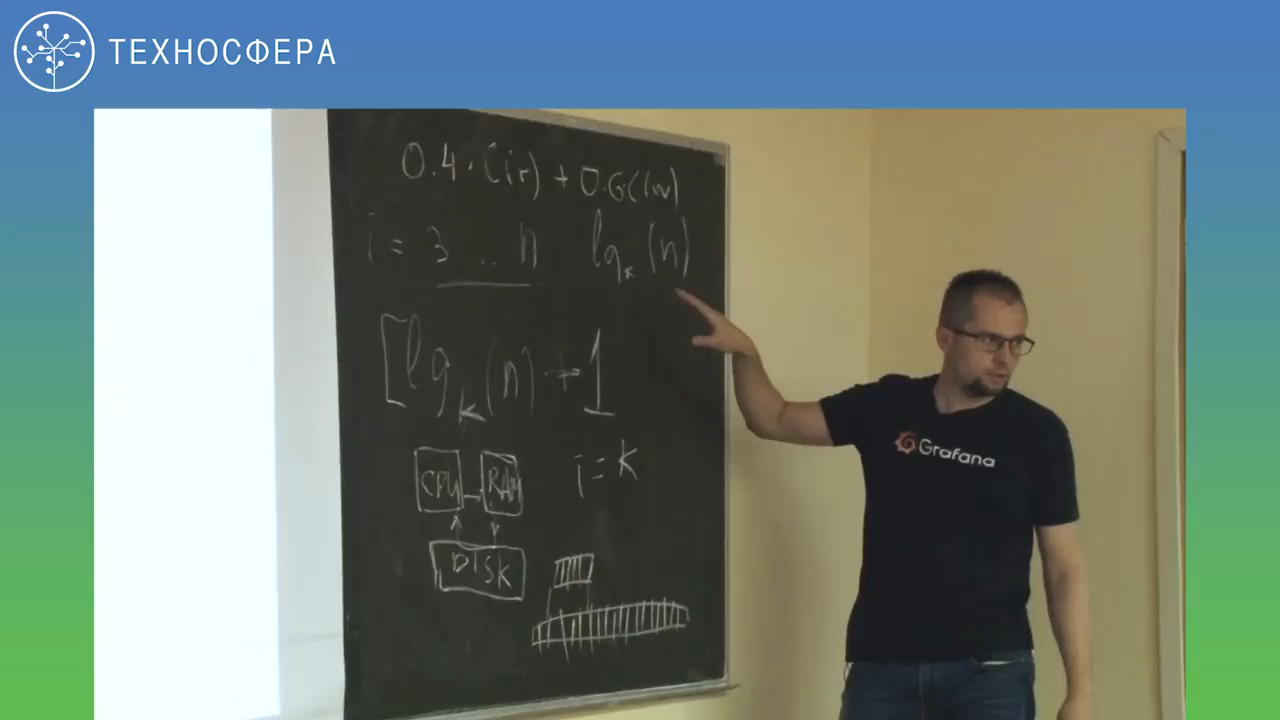 ТЕХНОСФЕРА
0.4 · C(r) + 0.6 C(w)
i = 3 .. n lg_k (n)
[lg_k (n) + 1
i = k
CPU RAM
DISK
Grafana